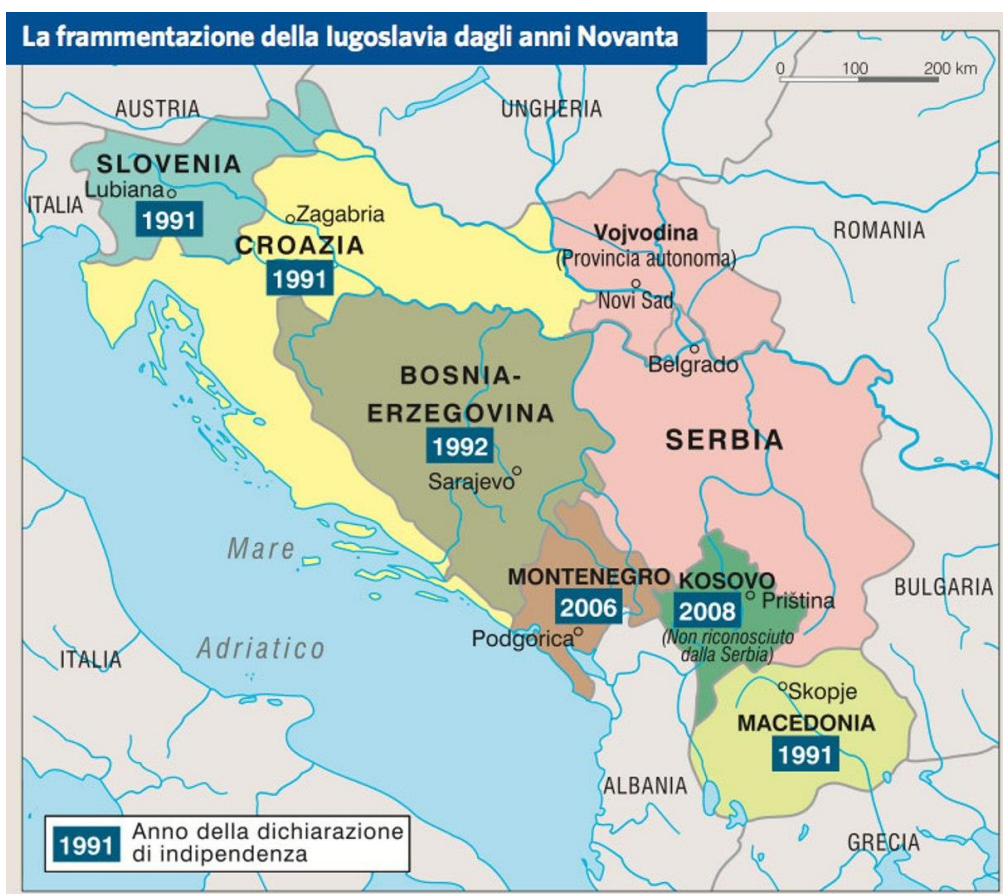 La frammentazione della Iugoslavia dagli anni Novanta
0 100 200 km
AUSTRIA
UNGHERIA
SLOVENIA
Lubiana
1991
ITALIA
Zagabria
CROAZIA
1991
Vojvodina
(Provincia autonoma)
Novi Sad
ROMANIA
Belgrado
BOSNIA-
ERZEGOVINA
1992
Sarajevo
SERBIA
Mare
Adriatico
MONTENEGRO
2006
Podgorica
KOSOVO
2008
Priština
(Non riconosciuto
dalla Serbia)
BULGARIA
ITALIA
Skopje
MACEDONIA
1991
ALBANIA
GRECIA
1991 Anno della dichiarazione
di indipendenza